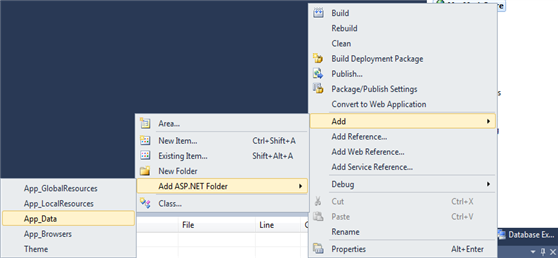 Build
Rebuild
Clean
Build Deployment Package
Publish...
Package/Publish Settings
Convert to Web Application
Add
Add Reference...
Add Web Reference...
Add Service Reference...
Debug
Cut Ctrl+X
Paste Ctrl+V
Rename
Properties Alt+Enter
Area...
New Item... Ctrl+Shift+A
Existing Item... Shift+Alt+A
New Folder
Add ASP.NET Folder
Class...
App_GlobalResources
App_LocalResources
App_Data
App_Browsers
Theme
File Line
Database Ex...